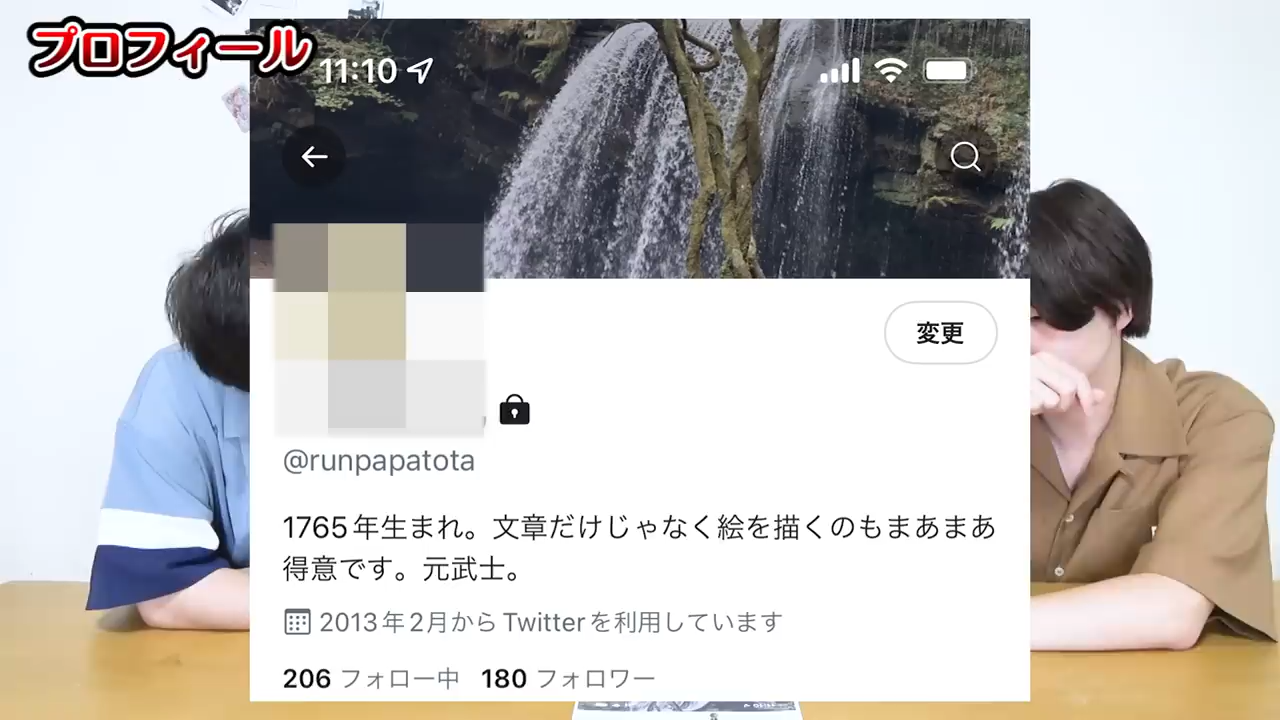 プロフィール
11:10
変更
@runpapatota
1765年生まれ。文章だけじゃなく絵を描くのもまあまあ
得意です。元武士。
2013年2月からTwitterを利用しています
206 フォロー中 180 フォロワー